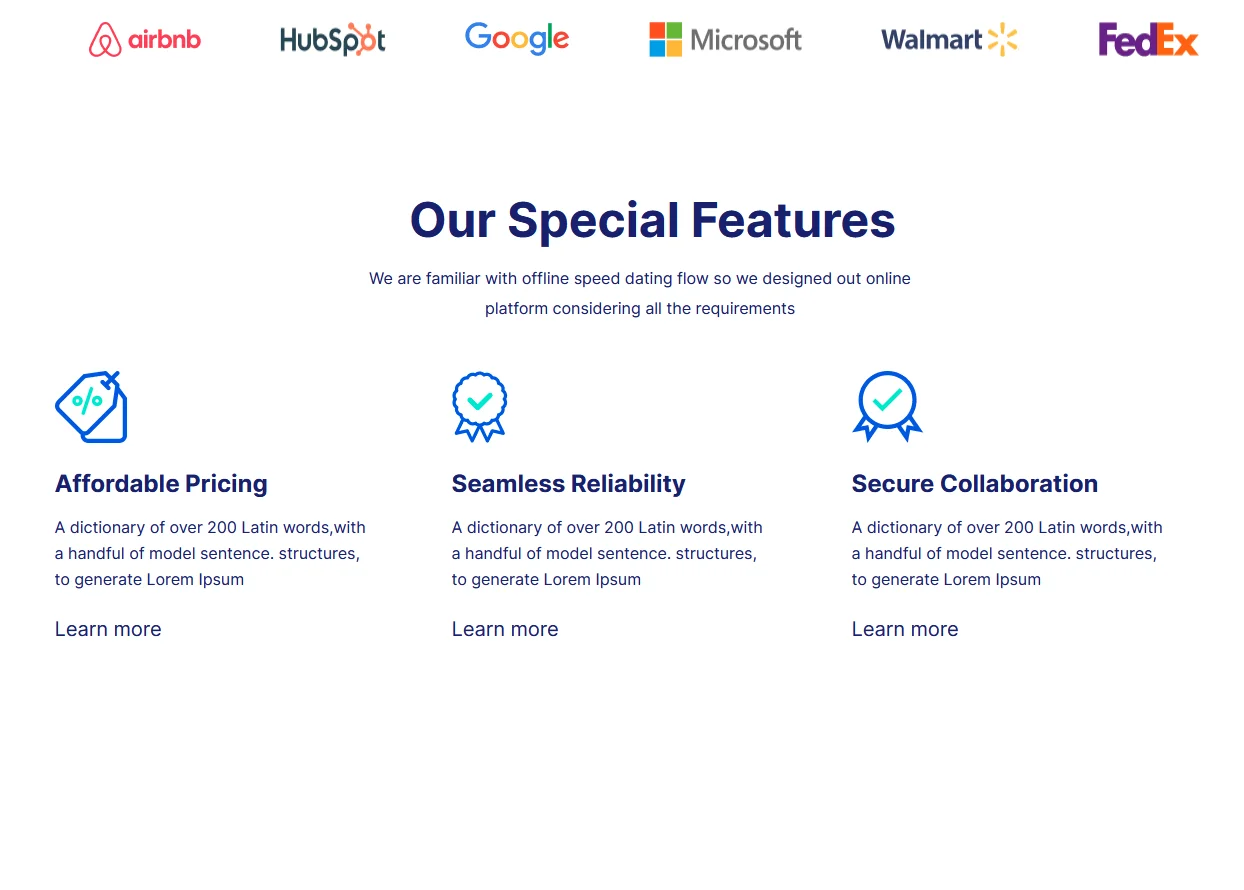 airbnb HubSpot Google Microsoft Walmart FedEx
Our Special Features
We are familiar with offline speed dating flow so we designed out online
platform considering all the requirements
%
Affordable Pricing
A dictionary of over 200 Latin words,with
a handful of model sentence. structures,
to generate Lorem Ipsum
Learn more
Seamless Reliability
A dictionary of over 200 Latin words,with
a handful of model sentence. structures,
to generate Lorem Ipsum
Learn more
Secure Collaboration
A dictionary of over 200 Latin words,with
a handful of model sentence. structures,
to generate Lorem Ipsum
Learn more